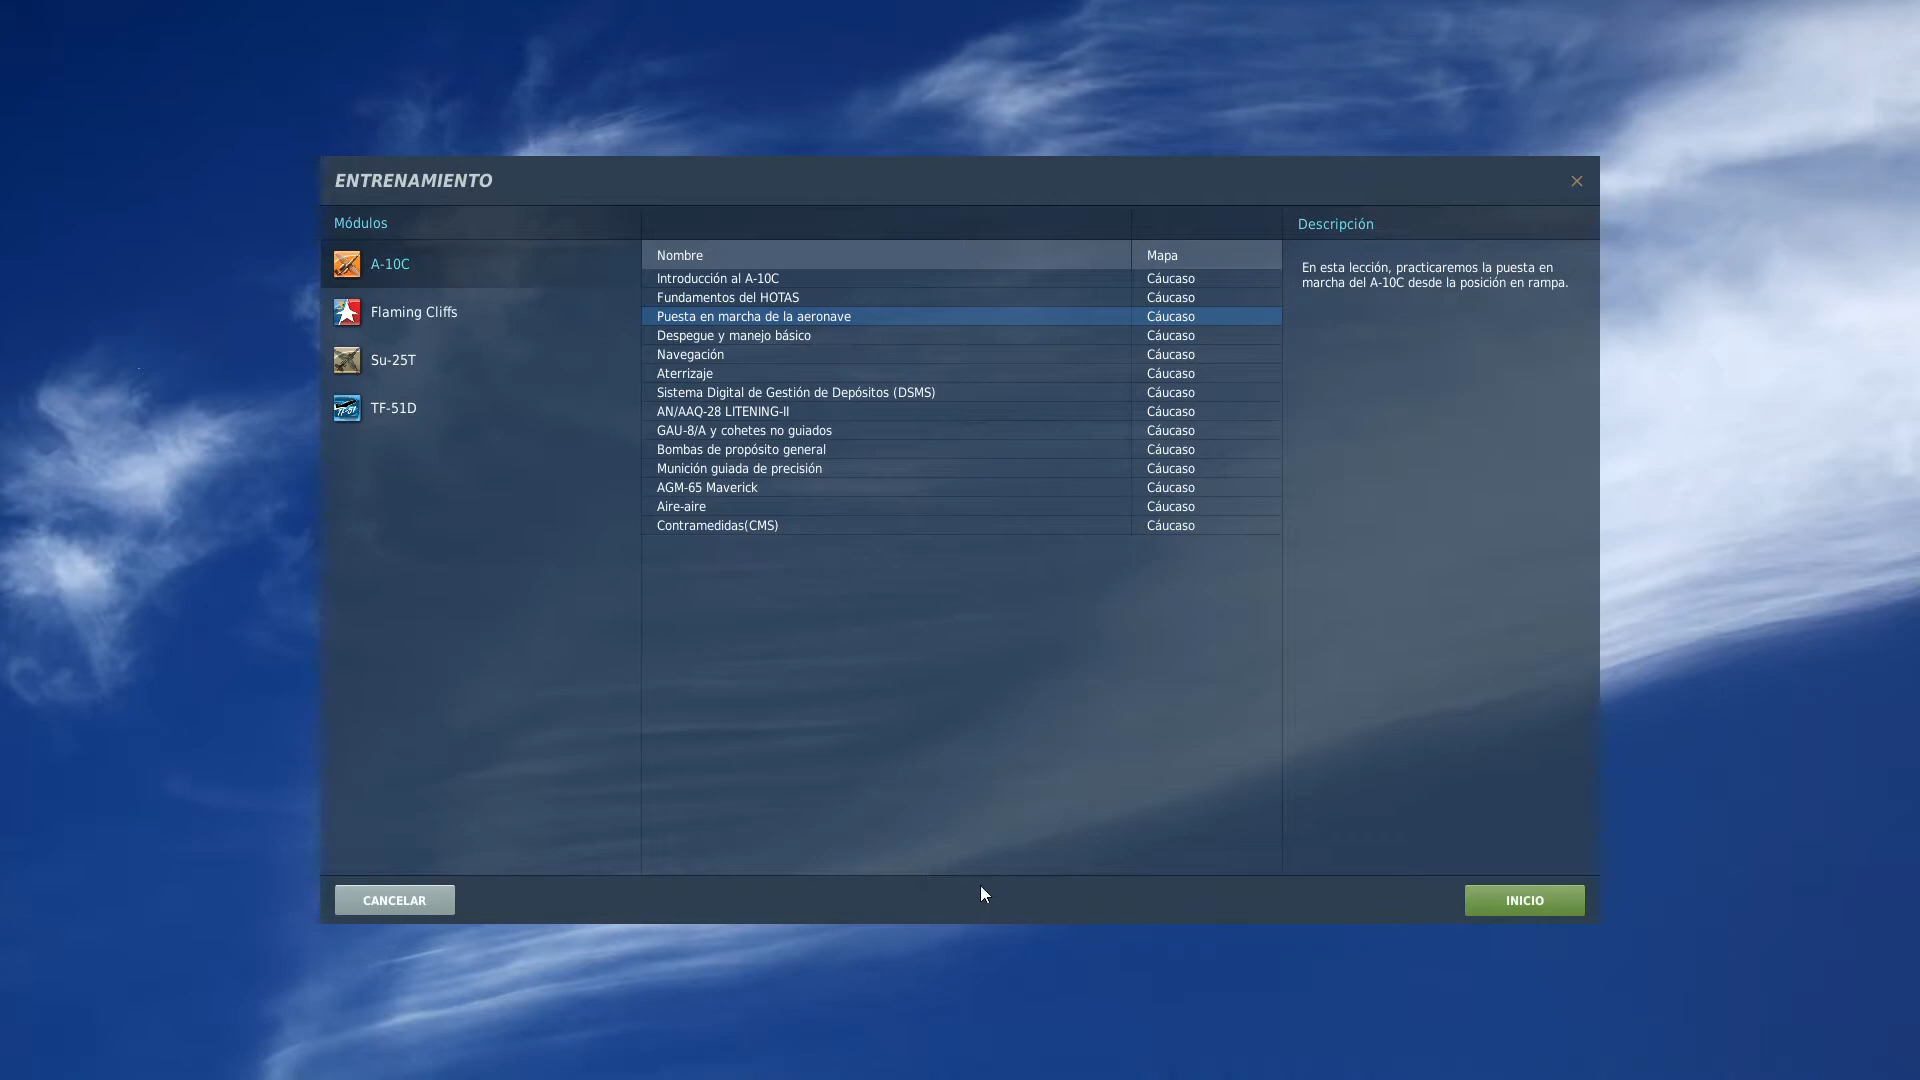 ENTRENAMIENTO
Módulos
Descripción
A-10C
Flaming Cliffs
Su-25T
TF-51D
Nombre Mapa
Introducción al A-10C Cáucaso
Fundamentos del HOTAS Cáucaso
Puesta en marcha de la aeronave Cáucaso
Despegue y manejo básico Cáucaso
Navegación Cáucaso
Aterrizaje Cáucaso
Sistema Digital de Gestión de Depósitos (DSMS) Cáucaso
AN/AAQ-28 LITENING-II Cáucaso
GAU-8/A y cohetes no guiados Cáucaso
Bombas de propósito general Cáucaso
Munición guiada de precisión Cáucaso
AGM-65 Maverick Cáucaso
Aire-aire Cáucaso
Contramedidas(CMS) Cáucaso
En esta lección, practicaremos la puesta en
marcha del A-10C desde la posición en rampa.
CANCELAR
INICIO